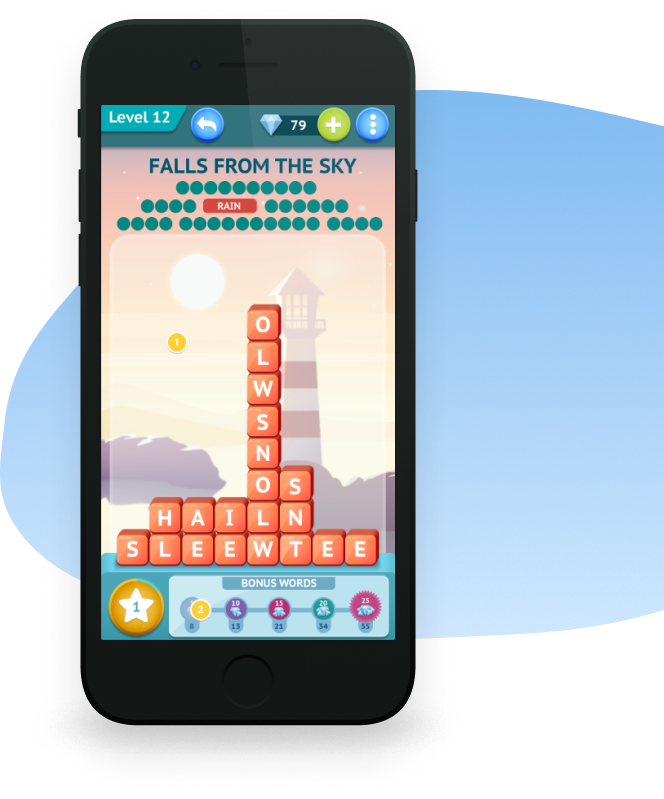 Level 12
79
FALLS FROM THE SKY
RAIN
1
O
L
W
S
N
O S
H A I L N
S L E E W T E E
BONUS WORDS
1
2 10 15 20 25
8 13 21 34 55